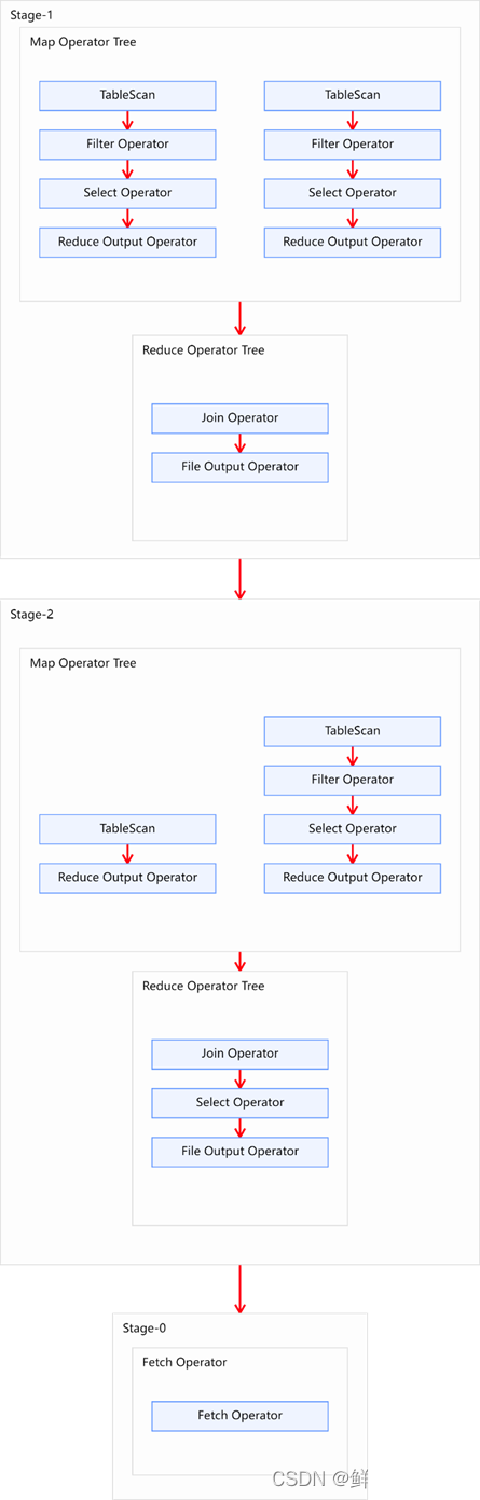 Stage-1
Map Operator Tree
TableScan
TableScan
Filter Operator
Filter Operator
Select Operator
Select Operator
Reduce Output Operator
Reduce Output Operator
Reduce Operator Tree
Join Operator
File Output Operator
Stage-2
Map Operator Tree
TableScan
Filter Operator
TableScan
Select Operator
Reduce Output Operator
Reduce Output Operator
Reduce Operator Tree
Join Operator
Select Operator
File Output Operator
Stage-0
Fetch Operator
Fetch Operator
CSDN @鲜